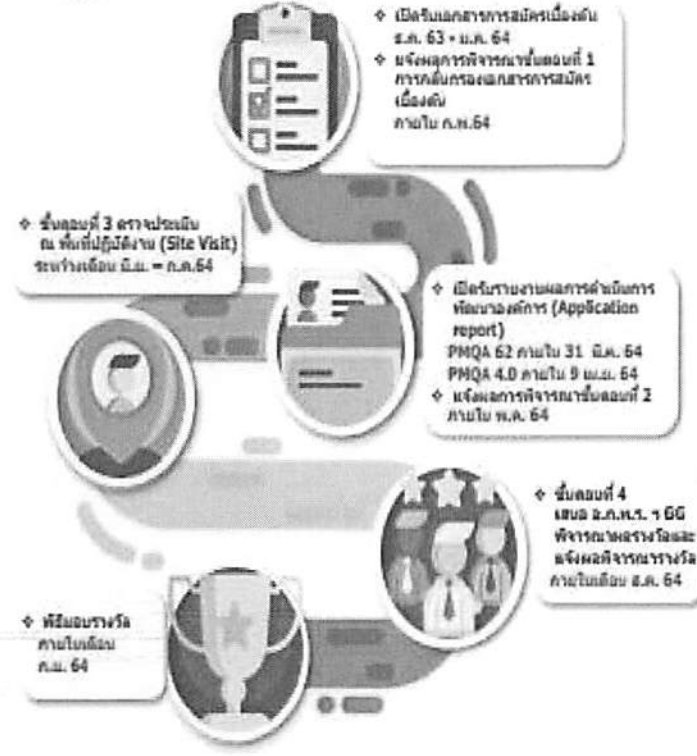 ❖ เปิดรับเอกสารการสมัครเบื้องต้น
ธ.ค. 63 - ม.ค. 64
❖ แจ้งผลการพิจารณาขั้นตอนที่ 1
การกลั่นกรองเอกสารการสมัคร
เบื้องต้น
ภายใน ก.พ.64
❖ เปิดรับรายงานผลการดำเนินการ
พัฒนาองค์การ (Application
report)
PMQA 62 ภายใน 31 มี.ค. 64
PMQA 4.0 ภายใน 9 เม.ย. 64
❖ แจ้งผลการพิจารณาขั้นตอนที่ 2
ภายใน พ.ค. 64
❖ ขั้นตอนที่ 3 ตรวจประเมิน
ณ พื้นที่ปฏิบัติงาน (Site Visit)
ระหว่างเดือน มิ.ย. – ก.ค.64
❖ ขั้นตอนที่ 4
เสนอ อ.ก.พ.ร. ฯ GG
พิจารณาผลรางวัลและ
แจ้งผลพิจารณารางวัล
ภายในเดือน ส.ค. 64
❖ พิธีมอบรางวัล
ภายในเดือน
ก.ย. 64